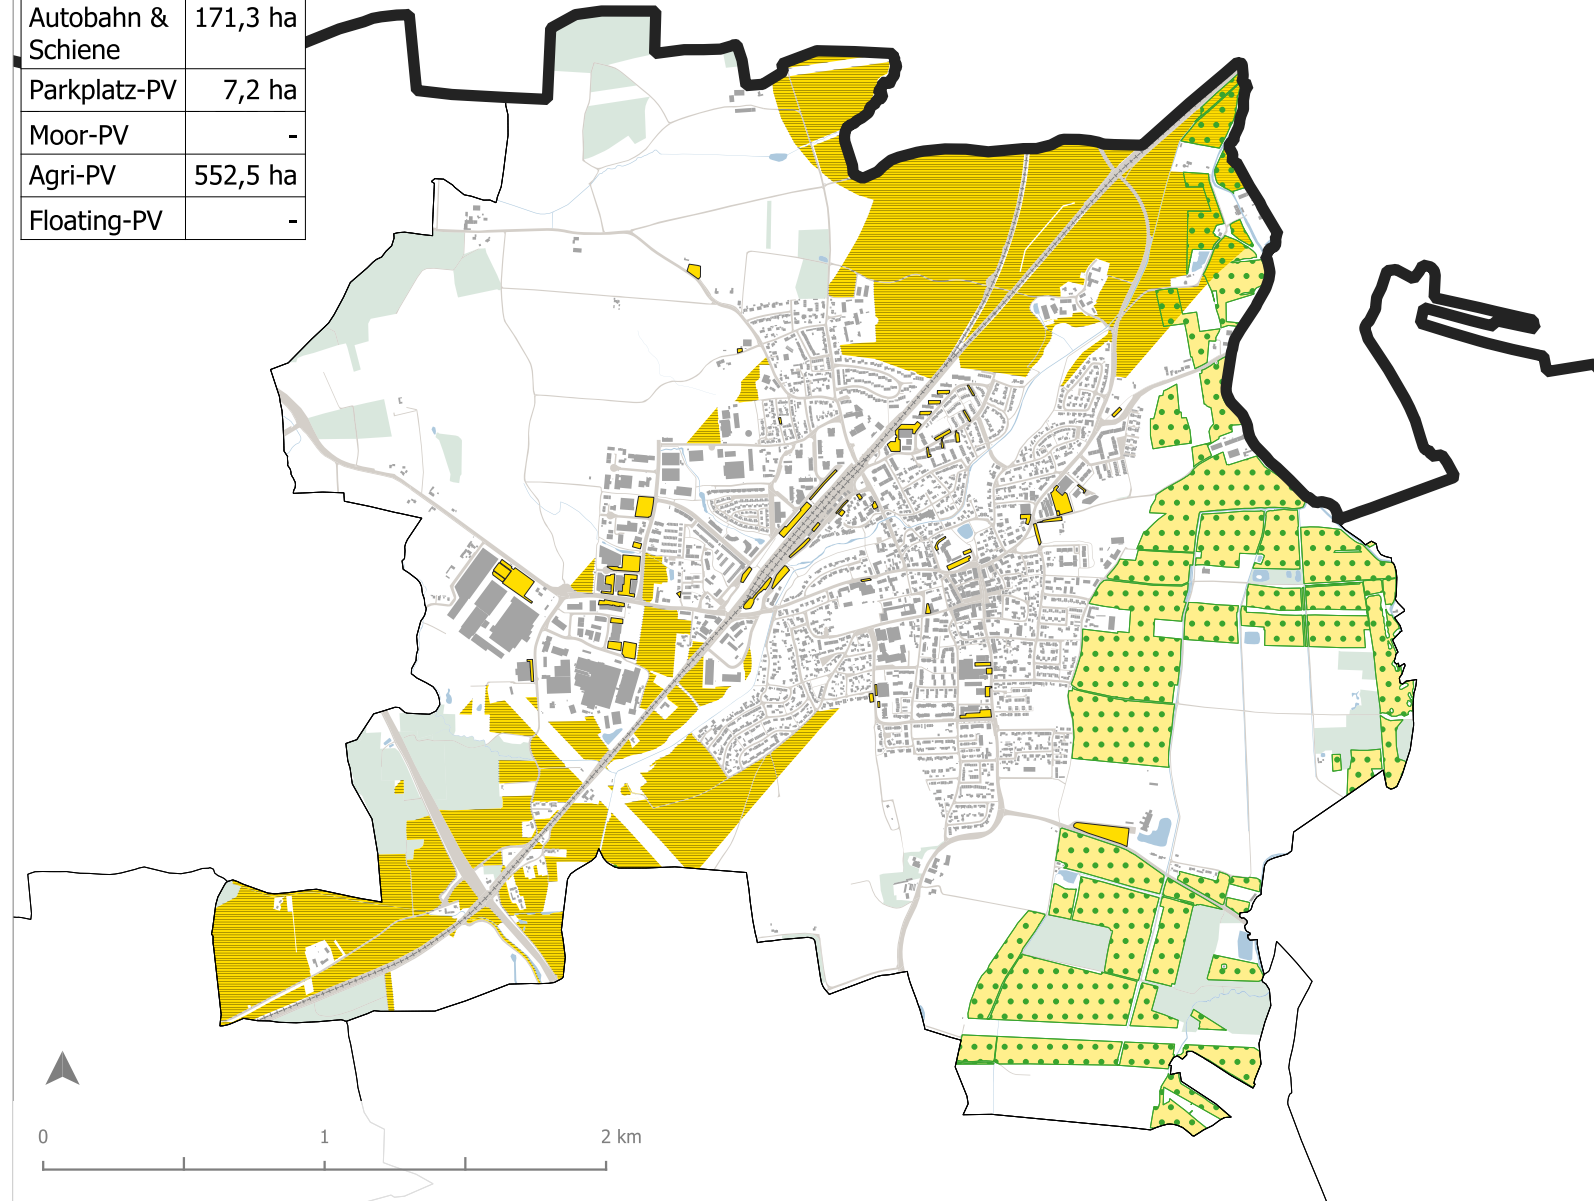 Autobahn & 171,3 ha
Schiene
Parkplatz-PV 7,2 ha
Moor-PV -
Agri-PV 552,5 ha
Floating-PV -
0 1 2 km